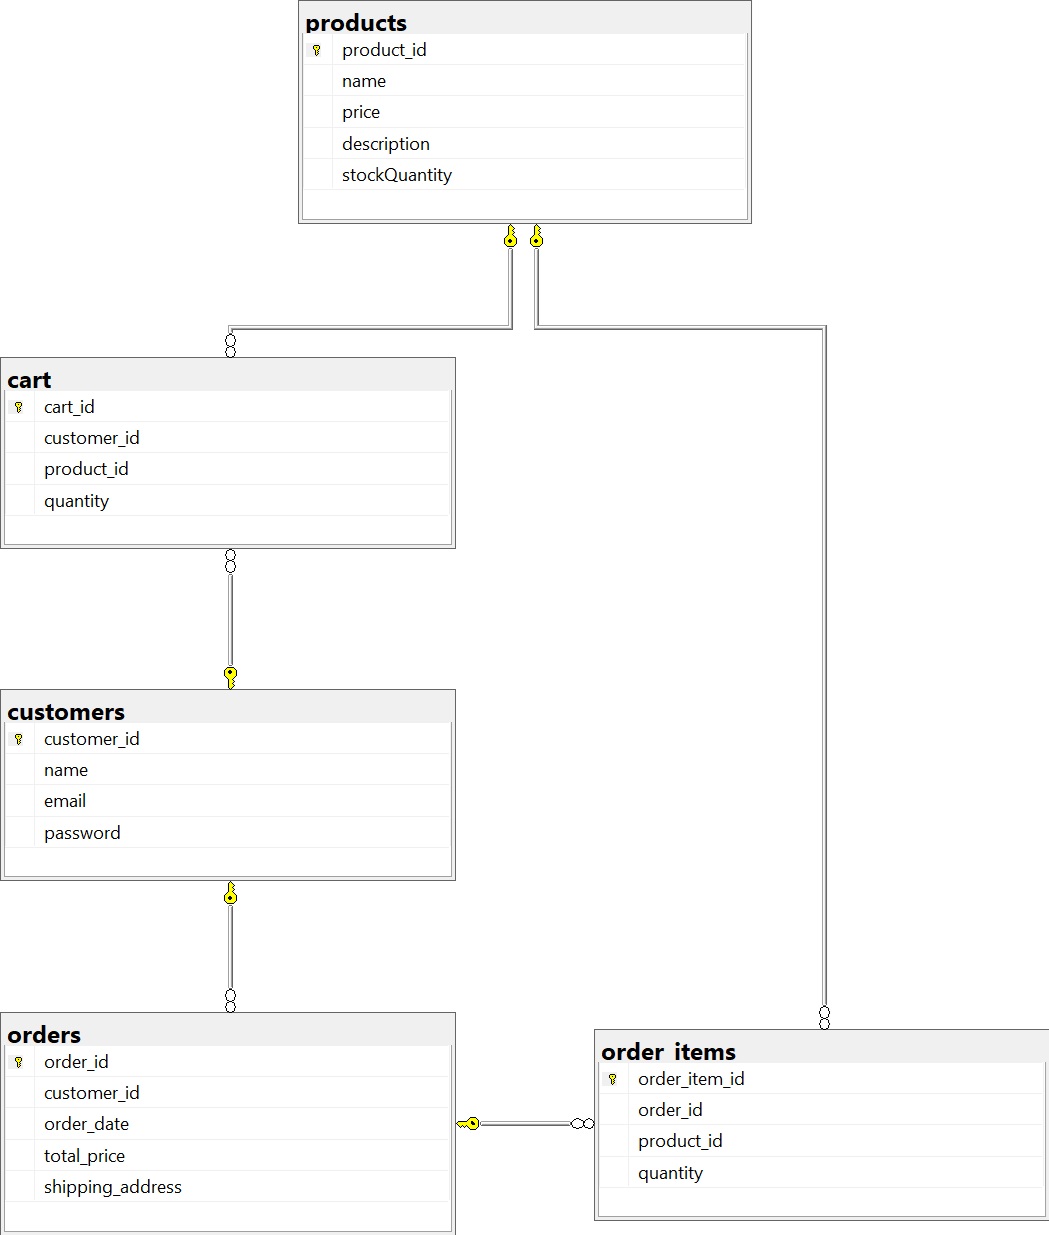 products
product_id
name
price
description
stockQuantity
cart
cart_id
customer_id
product_id
quantity
customers
customer_id
name
email
password
orders
order_id
customer_id
order_date
total_price
shipping_address
order_items
order_item_id
order_id
product_id
quantity